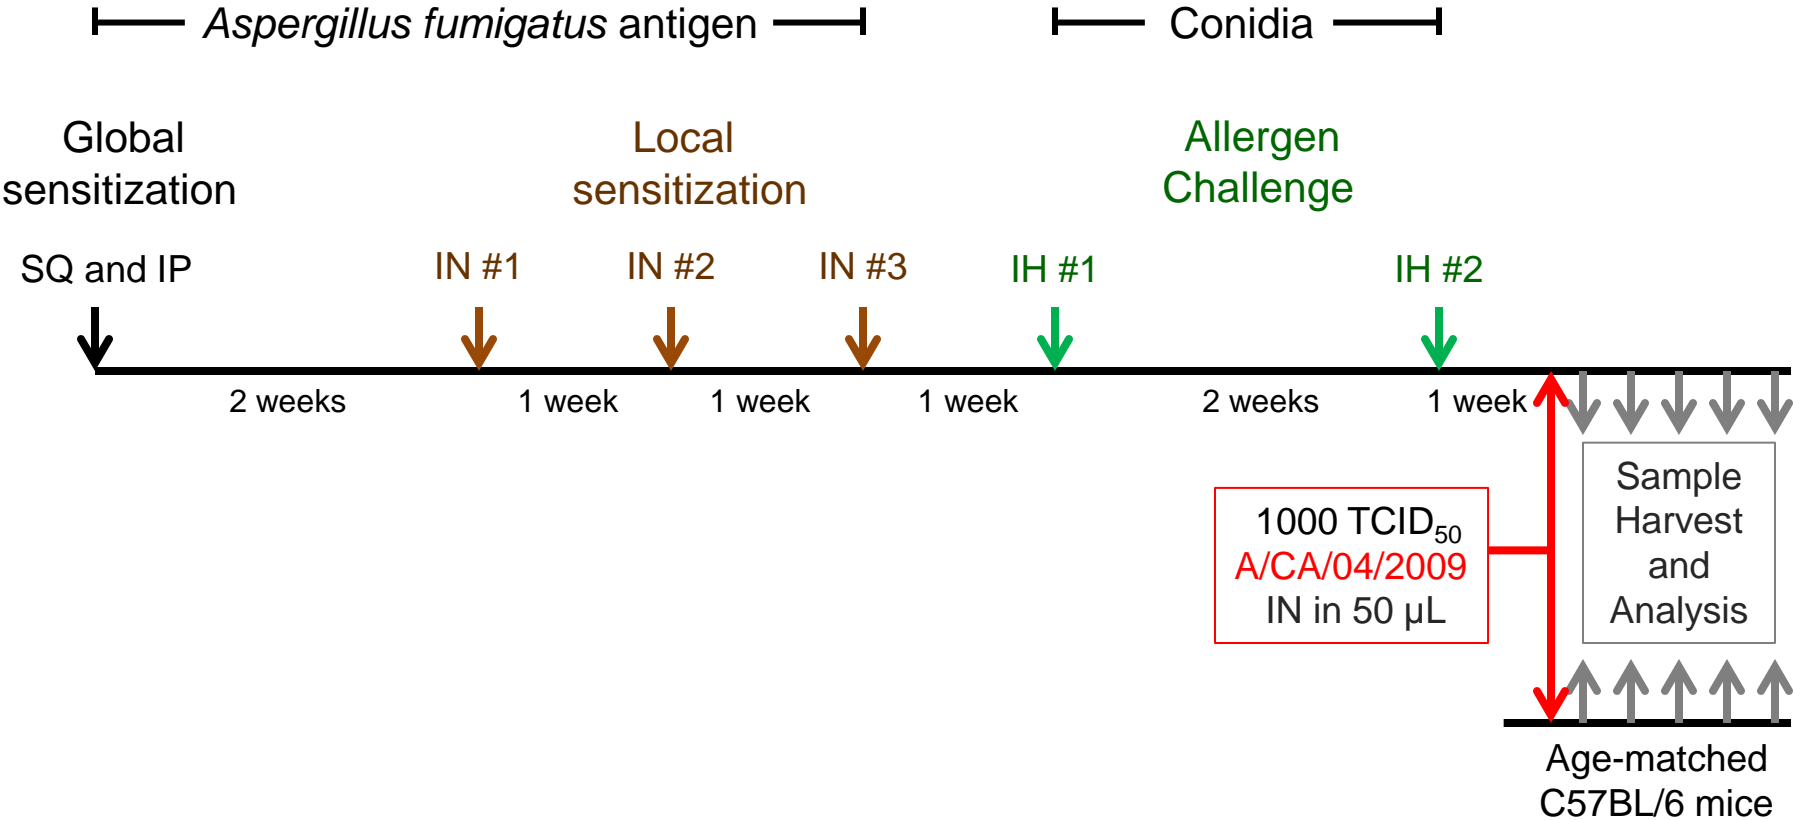 Aspergillus fumigatus antigen
Conidia
Global
sensitization
Local
sensitization
Allergen
Challenge
SQ and IP
IN #1
IN #2
IN #3
IH #1
IH #2
2 weeks
1 week
1 week
1 week
2 weeks
1 week
1000 TCID50
A/CA/04/2009
IN in 50 µL
Sample
Harvest
and
Analysis
Age-matched
C57BL/6 mice